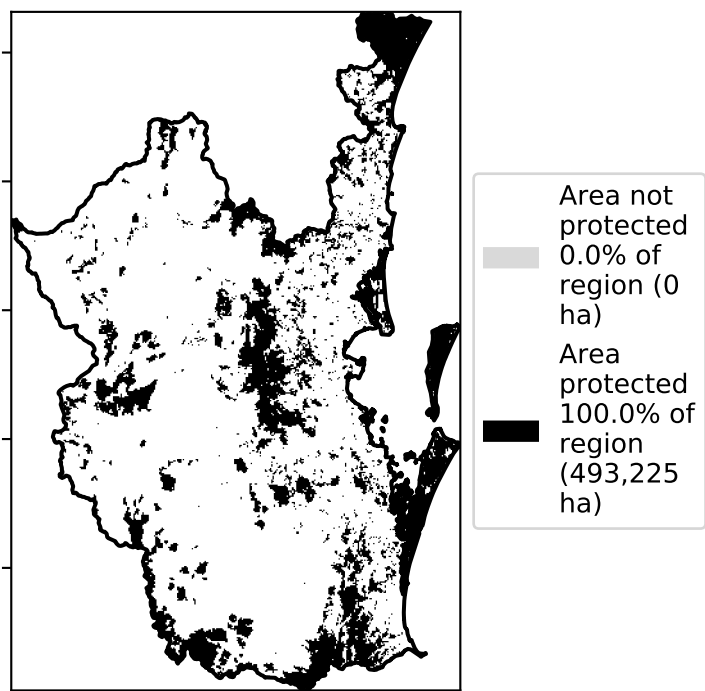 Area not
protected
0.0% of
region (0
ha)
Area
protected
100.0% of
region
(493,225
ha)